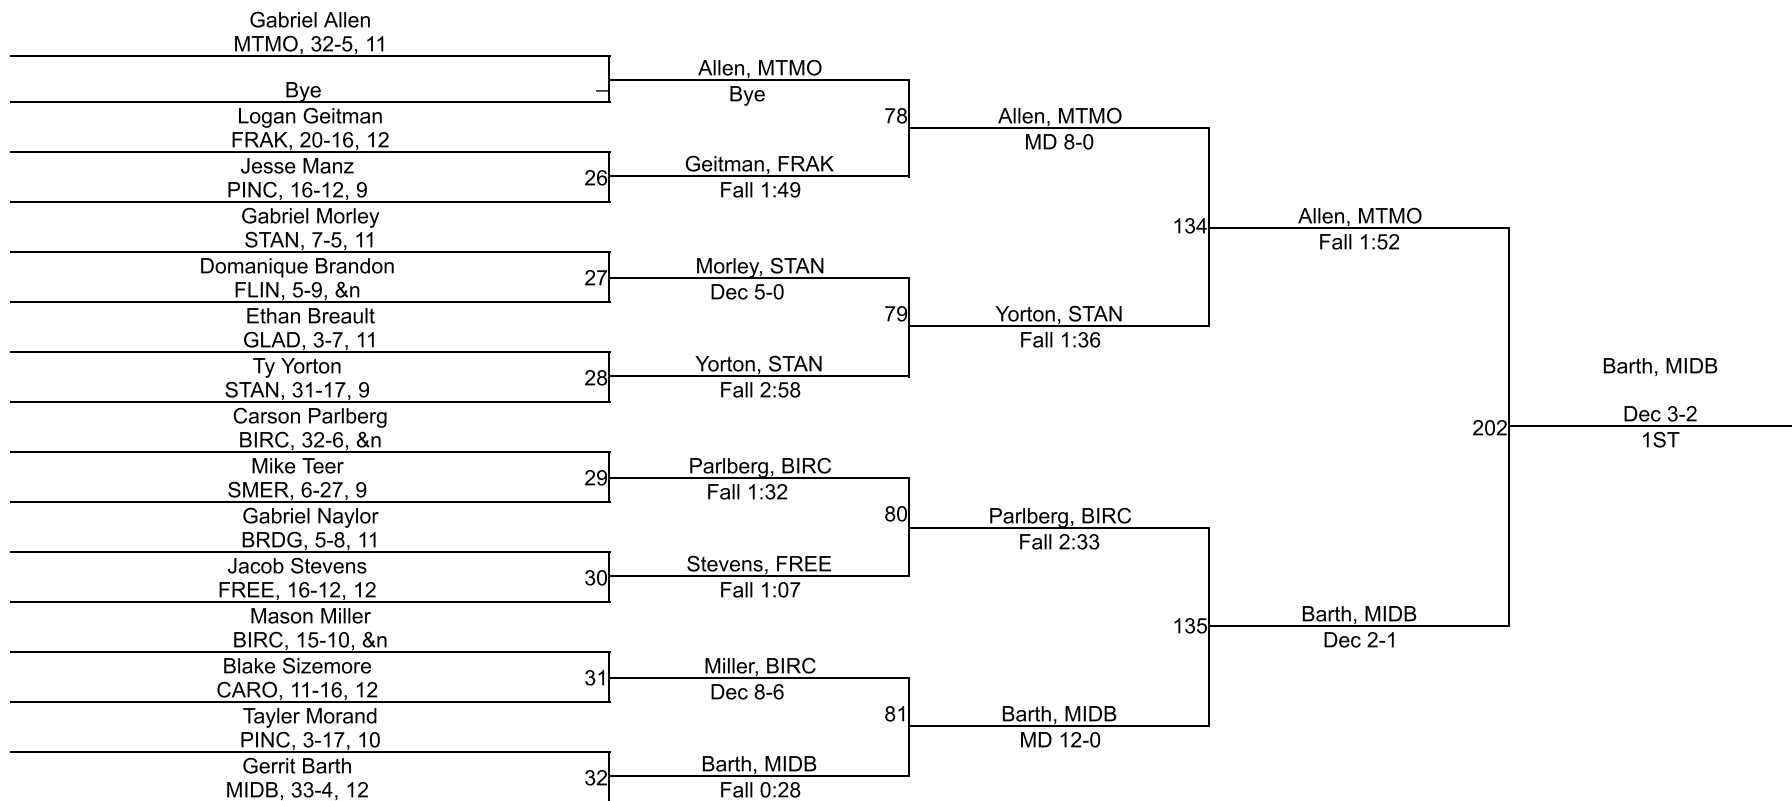 Gabriel Allen
MTMO, 32-5, 11
Bye
Logan Geitman
FRAK, 20-16, 12
Jesse Manz
PINC, 16-12, 9
26
Gabriel Morley
STAN, 7-5, 11
Domanique Brandon
FLIN, 5-9, &n
27
Ethan Breault
GLAD, 3-7, 11
Ty Yorton
STAN, 31-17, 9
28
Carson Parlberg
BIRC, 32-6, &n
Mike Teer
SMER, 6-27, 9
29
Gabriel Naylor
BRDG, 5-8, 11
Jacob Stevens
FREE, 16-12, 12
30
Mason Miller
BIRC, 15-10, &n
Blake Sizemore
CARO, 11-16, 12
31
Tayler Morand
PINC, 3-17, 10
Gerrit Barth
MIDB, 33-4, 12
32
Allen, MTMO
Bye
78
Geitman, FRAK
Fall 1:49
Morley, STAN
Dec 5-0
79
Yorton, STAN
Fall 2:58
Parlberg, BIRC
Fall 1:32
80
Stevens, FREE
Fall 1:07
Miller, BIRC
Dec 8-6
81
Barth, MIDB
Fall 0:28
Allen, MTMO
MD 8-0
134
Yorton, STAN
Fall 1:36
Parlberg, BIRC
Fall 2:33
135
Barth, MIDB
MD 12-0
Allen, MTMO
Fall 1:52
202
Barth, MIDB
Dec 2-1
Barth, MIDB
Dec 3-2
1ST